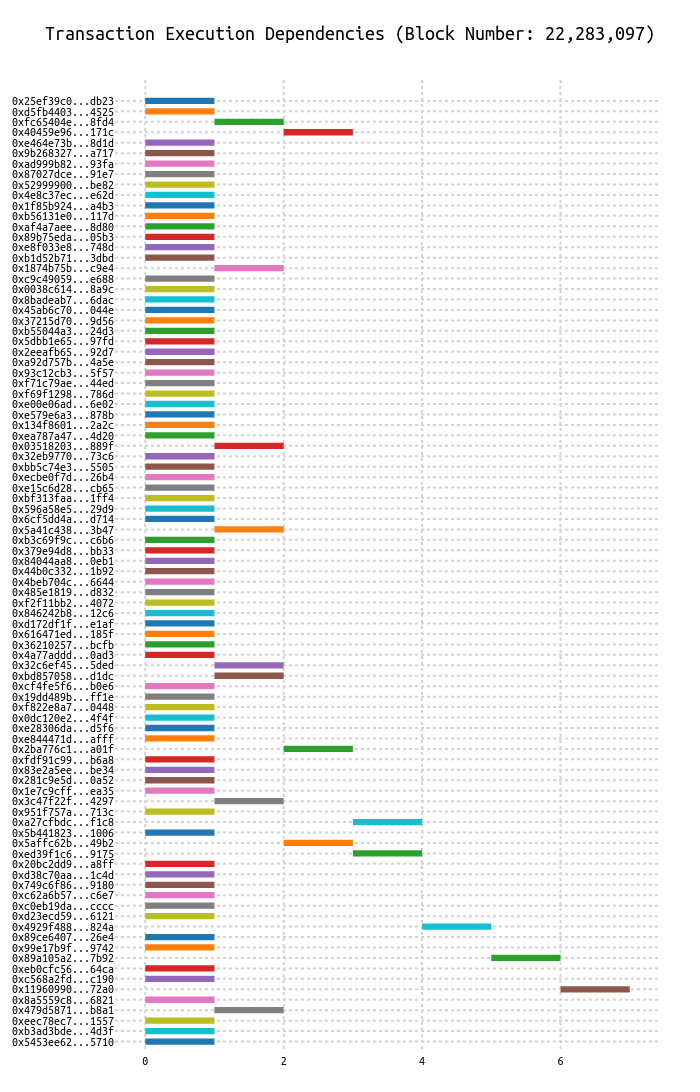 Transaction Execution Dependencies (Block Number: 22,283,097)
0x25ef39c0...db23
0xd5fb4403...4525
0xfc65404e...8fd4
0x40459e96...171c
0xe464e73b...8d1d
0x9b268327...a717
0xad999b82...93fa
0x87027dce...91e7
0x52999900...be82
0x4e8c37ec...e62d
0x1f85b924...a4b3
0xb56131e0...117d
0xaf4a7aee...8d80
0x89b75eda...05b3
0xe8f033e8...748d
0xb1d52b71...3dbd
0x1874b75b...c9e4
0xc9c49059...e688
0x0038c614...8a9c
0x8badeab7...6dac
0x45ab6c70...044e
0x37215d70...9d56
0xb55044a3...24d3
0x5dbb1e65...97fd
0x2eeafb65...92d7
0xa92d757b...4a5e
0x93c12cb3...5f57
0xf71c79ae...44ed
0xf69f1298...786d
0xe00e06ad...6e02
0xe579e6a3...878b
0x134f8601...2a2c
0xea787a47...4d20
0x03518203...889f
0x32eb9770...73c6
0xbb5c74e3...5505
0xecbe0f7d...26b4
0xe15c6d28...cb65
0xbf313faa...1ff4
0x596a58e5...29d9
0x6cf5dd4a...d714
0x5a41c438...3b47
0xb3c69f9c...c6b6
0x379e94d8...bb33
0x84044aa8...0eb1
0x44b0c332...1b92
0x4beb704c...6644
0x485e1819...d832
0xf2f11bb2...4072
0x846242b8...12c6
0xd172df1f...e1af
0x616471ed...185f
0x36210257...bcfb
0x4a77addd...0ad3
0x32c6ef45...5ded
0xbd857058...d1dc
0xcf4fe5f6...b0e6
0x19dd489b...ff1e
0xf822e8a7...0448
0x0dc120e2...4f4f
0xe28306da...d5f6
0xe844471d...afff
0x2ba776c1...a01f
0xfdf91c99...b6a8
0x83e2a5ee...be34
0x281c9e5d...0a52
0x1e7c9cff...ea35
0x3c47f22f...4297
0x951f757a...713c
0xa27cfbdc...f1c8
0x5b441823...1006
0x5affc62b...49b2
0xed39f1c6...9175
0x20bc2dd9...a8ff
0xd38c70aa...1c4d
0x749c6f86...9180
0xc62a6b57...c6e7
0xc0eb19da...cccc
0xd23ecd59...6121
0x4929f488...824a
0x89ce6407...26e4
0x99e17b9f...9742
0x89a105a2...7b92
0xeb0cfc56...64ca
0xc568a2fd...c190
0x11960990...72a0
0x8a5559c8...6821
0x479d5871...b8a1
0xeec78ec7...1557
0xb3ad3bde...4d3f
0x5453ee62...5710
0 2 4 6